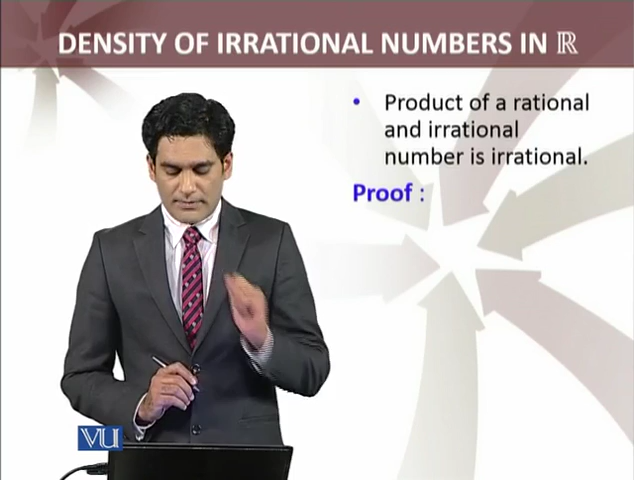 DENSITY OF IRRATIONAL NUMBERS IN ℝ
• Product of a rational
and irrational
number is irrational.
Proof :
VU